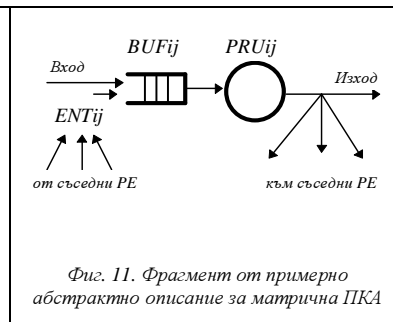 BUFij PRUij
Вход Изход
ENTij
от съседни PE към съседни PE
Фиг. 11. Фрагмент от примерно
абстрактно описание за матрична ПКА